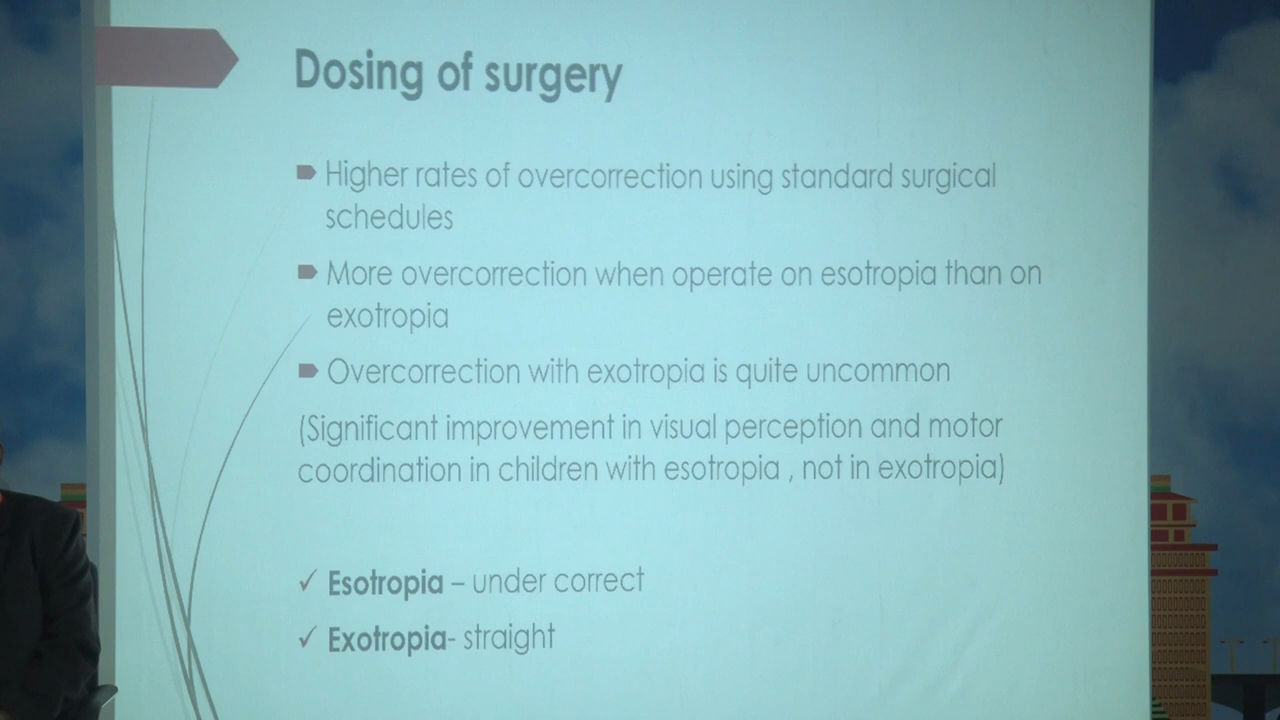 Dosing of surgery
Higher rates of overcorrection using standard surgical
schedules
More overcorrection when operate on esotropia than on
exotropia
Overcorrection with exotropia is quite uncommon
(Significant improvement in visual perception and motor
coordination in children with esotropia , not in exotropia)
✓ Esotropia – under correct
✓ Exotropia- straight